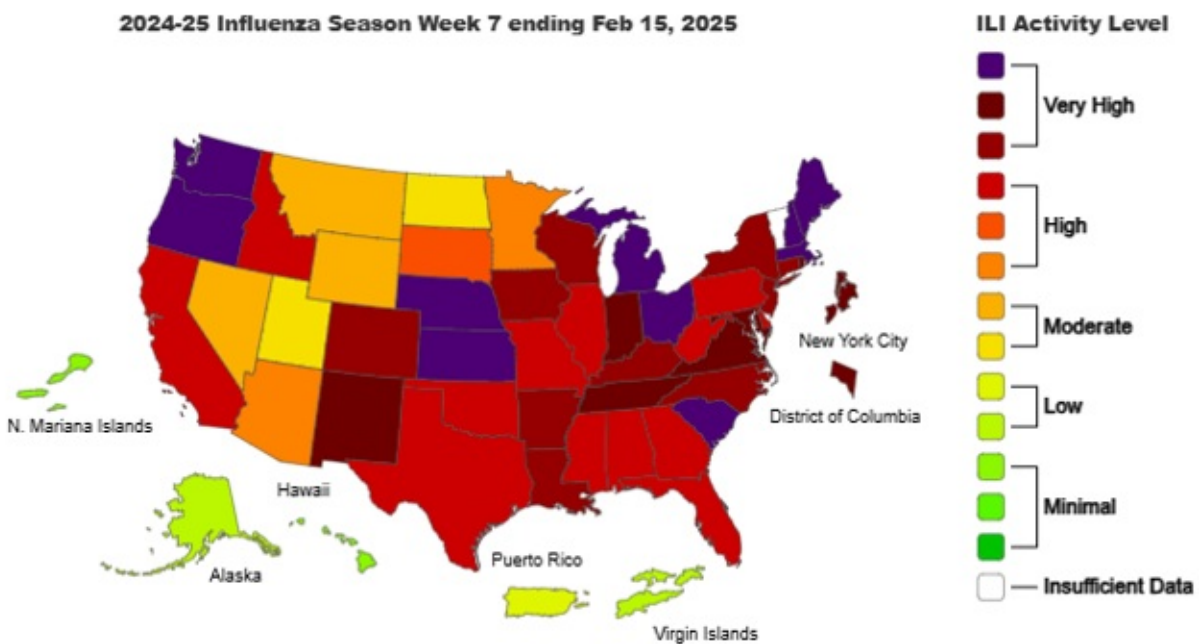 2024-25 Influenza Season Week 7 ending Feb 15, 2025
ILI Activity Level
Very High
High
Moderate
Low
Minimal
Insufficient Data
New York City
District of Columbia
N. Mariana Islands
Hawaii
Alaska
Puerto Rico
Virgin Islands